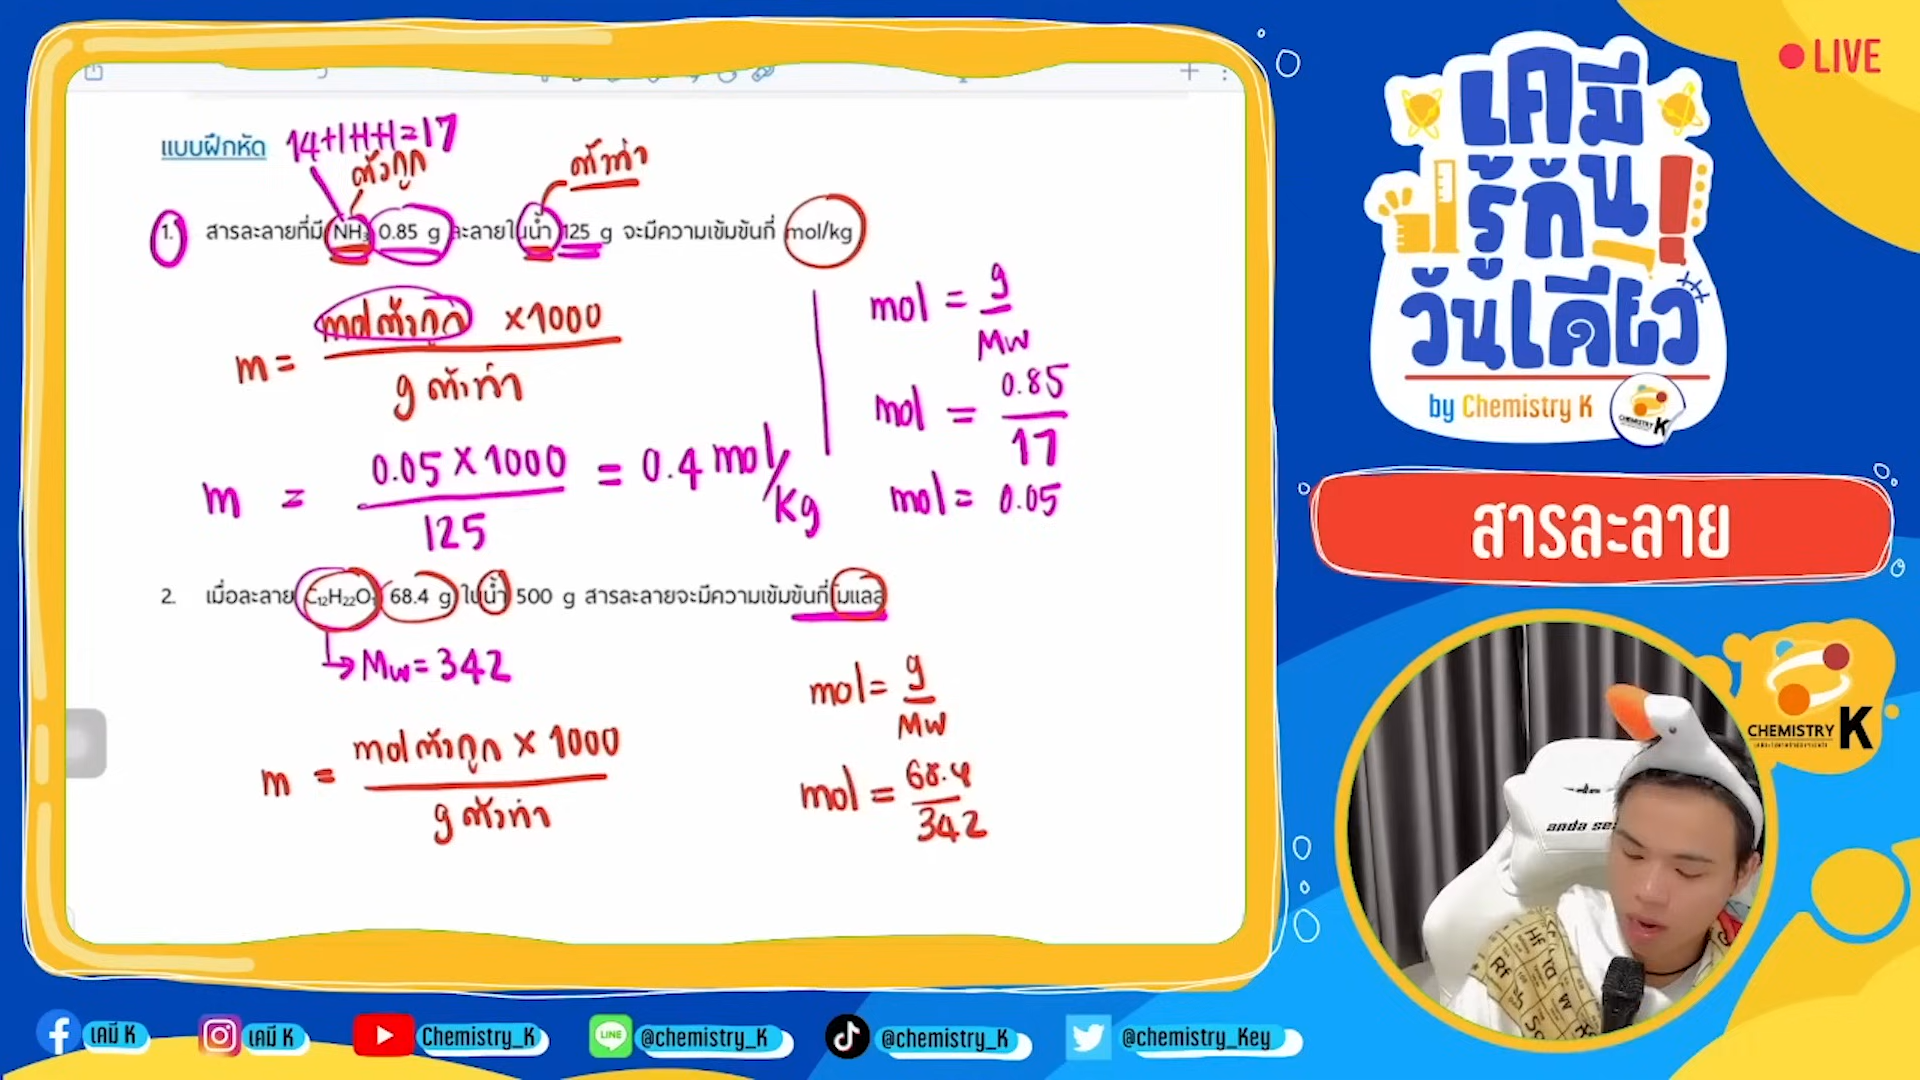 LIVE
เคมี
รู้กัน!
วันเดียว
by Chemistry K
CHEMISTRY K
สารละลาย
แบบฝึกหัด
14+1+1+1=17
ตัวถูก
ตัวทำ
1. สารละลายที่มี NH₃ 0.85 g ละลายในน้ำ 125 g จะมีความเข้มข้นกี่ mol/kg
m = mol ตัวถูก ×1000
g ตัวทำ
mol = g
Mw
mol = 0.85
17
mol = 0.05
m = 0.05 × 1000 = 0.4 mol/kg
125
2. เมื่อละลาย C₁₂H₂₂O 68.4 g ในน้ำ 500 g สารละลายจะมีความเข้มข้นกี่โมแลล
Mw = 342
m = mol ตัวถูก × 1000
g ตัวทำ
mol = g
Mw
mol = 68.4
342
CHEMISTRY K
anda sea
Hf
Ta
W
Rf
เคมี K
เคมี K
Chemistry_K
LINE
@chemistry_K
@chemistry_K
@chemistry_Key